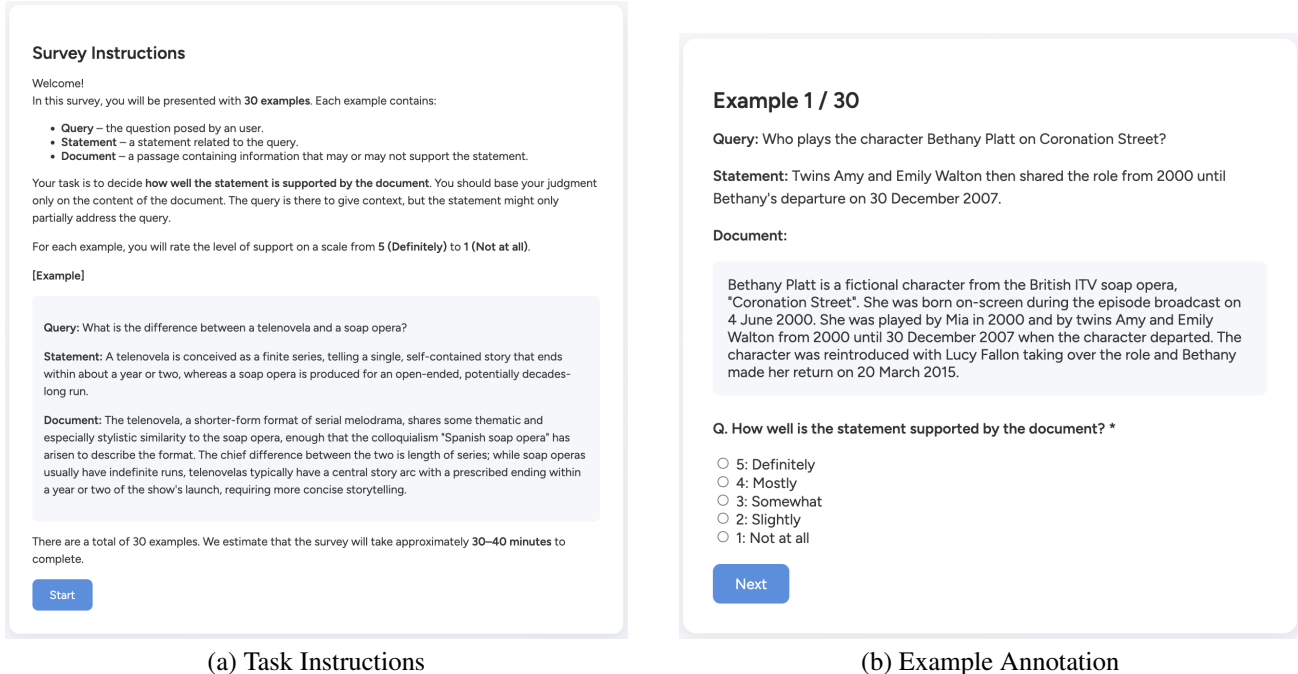 Survey Instructions
Welcome!
In this survey, you will be presented with 30 examples. Each example contains:
• Query – the question posed by an user.
• Statement – a statement related to the query.
• Document – a passage containing information that may or may not support the statement.
Your task is to decide how well the statement is supported by the document. You should base your judgment
only on the content of the document. The query is there to give context, but the statement might only
partially address the query.
For each example, you will rate the level of support on a scale from 5 (Definitely) to 1 (Not at all).
[Example]
Query: What is the difference between a telenovela and a soap opera?
Statement: A telenovela is conceived as a finite series, telling a single, self-contained story that ends
within about a year or two, whereas a soap opera is produced for an open-ended, potentially decades-
long run.
Document: The telenovela, a shorter-form format of serial melodrama, shares some thematic and
especially stylistic similarity to the soap opera, enough that the colloquialism "Spanish soap opera" has
arisen to describe the format. The chief difference between the two is length of series; while soap operas
usually have indefinite runs, telenovelas typically have a central story arc with a prescribed ending within
a year or two of the show's launch, requiring more concise storytelling.
There are a total of 30 examples. We estimate that the survey will take approximately 30–40 minutes to
complete.
Start
(a) Task Instructions
Example 1 / 30
Query: Who plays the character Bethany Platt on Coronation Street?
Statement: Twins Amy and Emily Walton then shared the role from 2000 until
Bethany's departure on 30 December 2007.
Document:
Bethany Platt is a fictional character from the British ITV soap opera,
"Coronation Street". She was born on-screen during the episode broadcast on
4 June 2000. She was played by Mia in 2000 and by twins Amy and Emily
Walton from 2000 until 30 December 2007 when the character departed. The
character was reintroduced with Lucy Fallon taking over the role and Bethany
made her return on 20 March 2015.
Q. How well is the statement supported by the document? *
5: Definitely
4: Mostly
3: Somewhat
2: Slightly
1: Not at all
Next
(b) Example Annotation